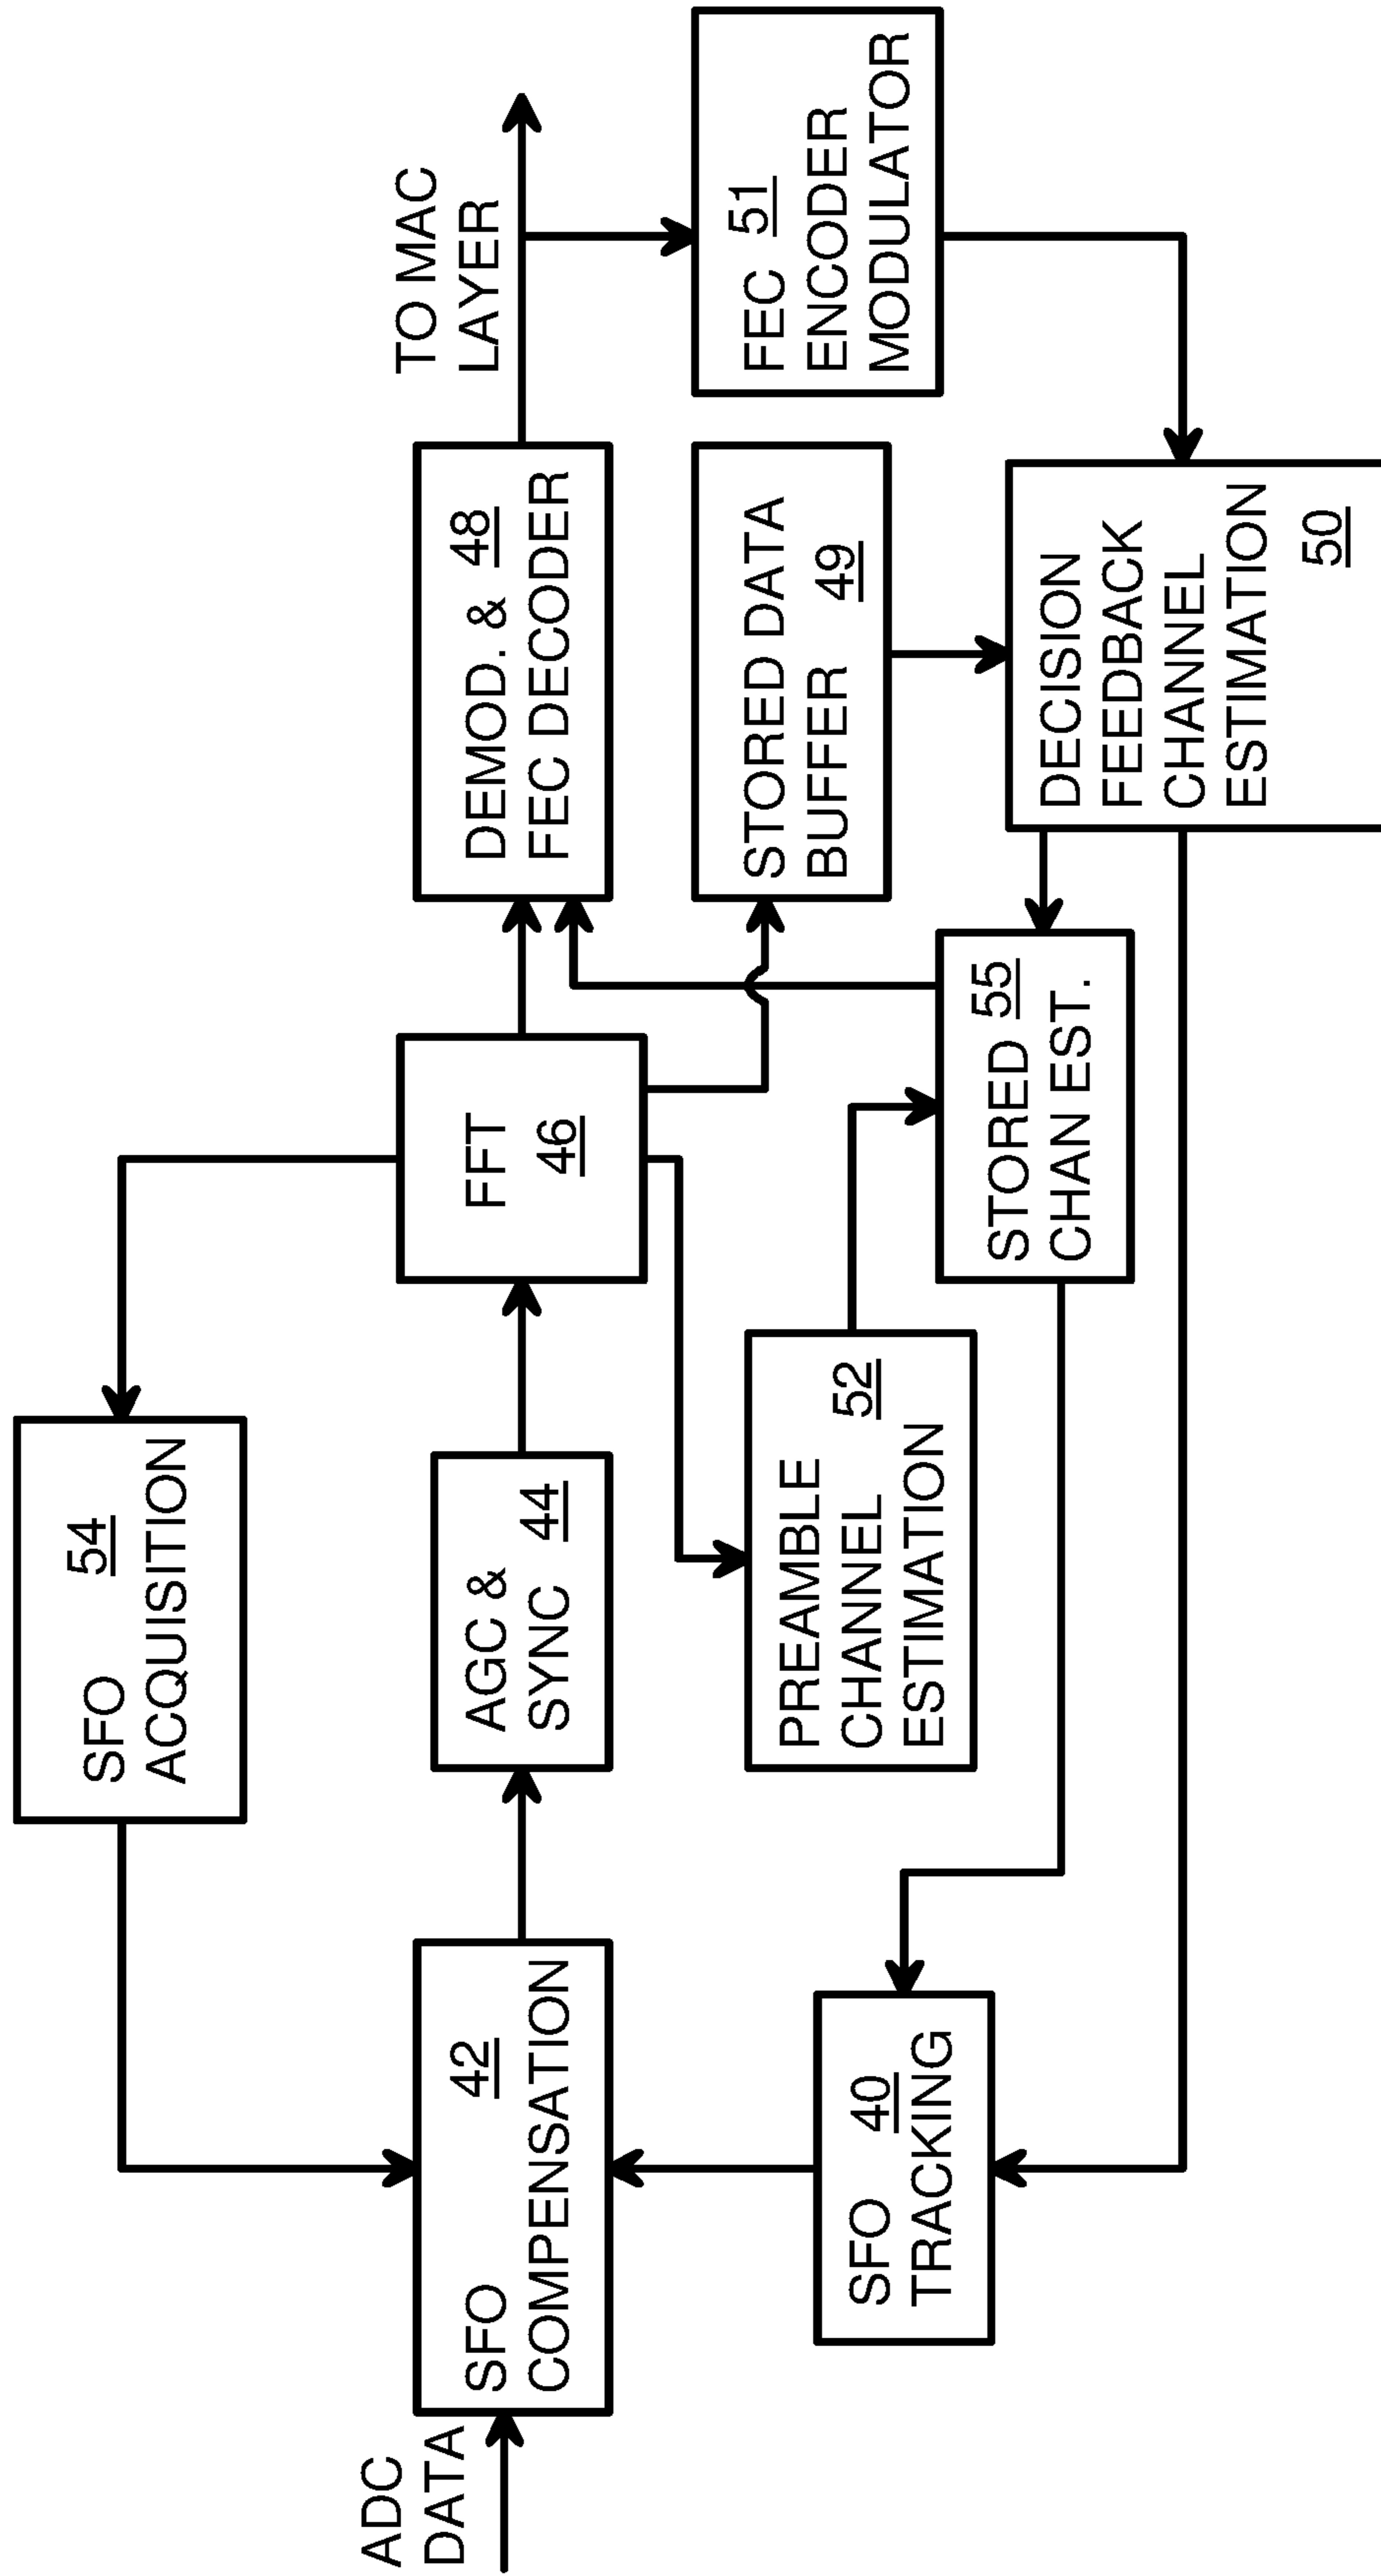 SFO 54
ACQUISITION
ADC
DATA
SFO 42
COMPENSATION
AGC &
SYNC 44
FFT
46
DEMOD. & 48
FEC DECODER
TO MAC
LAYER
SFO 40
TRACKING
PREAMBLE
CHANNEL 52
ESTIMATION
STORED 55
CHAN EST.
STORED DATA
BUFFER 49
FEC 51
ENCODER
MODULATOR
DECISION
FEEDBACK
CHANNEL
ESTIMATION
50